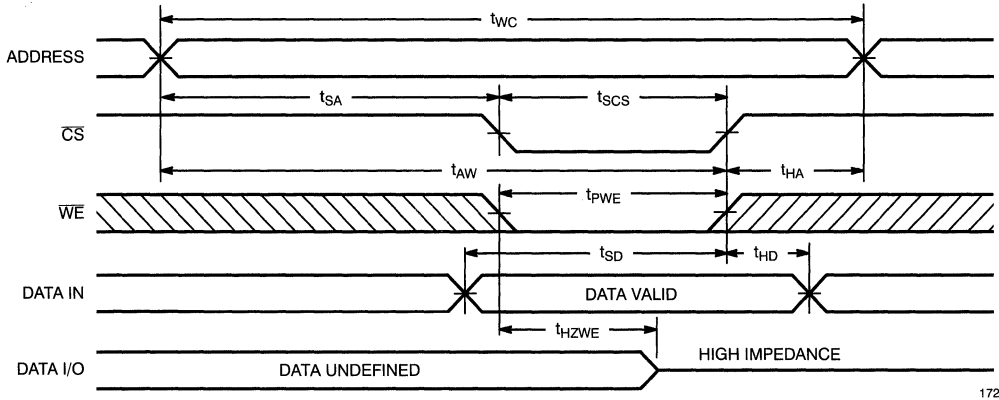 tWC
ADDRESS
tSA
tSCS
CS
tAW
tHA
WE
tPWE
tSD
tHD
DATA IN
DATA VALID
tHZWE
DATA I/O
DATA UNDEFINED
HIGH IMPEDANCE
172